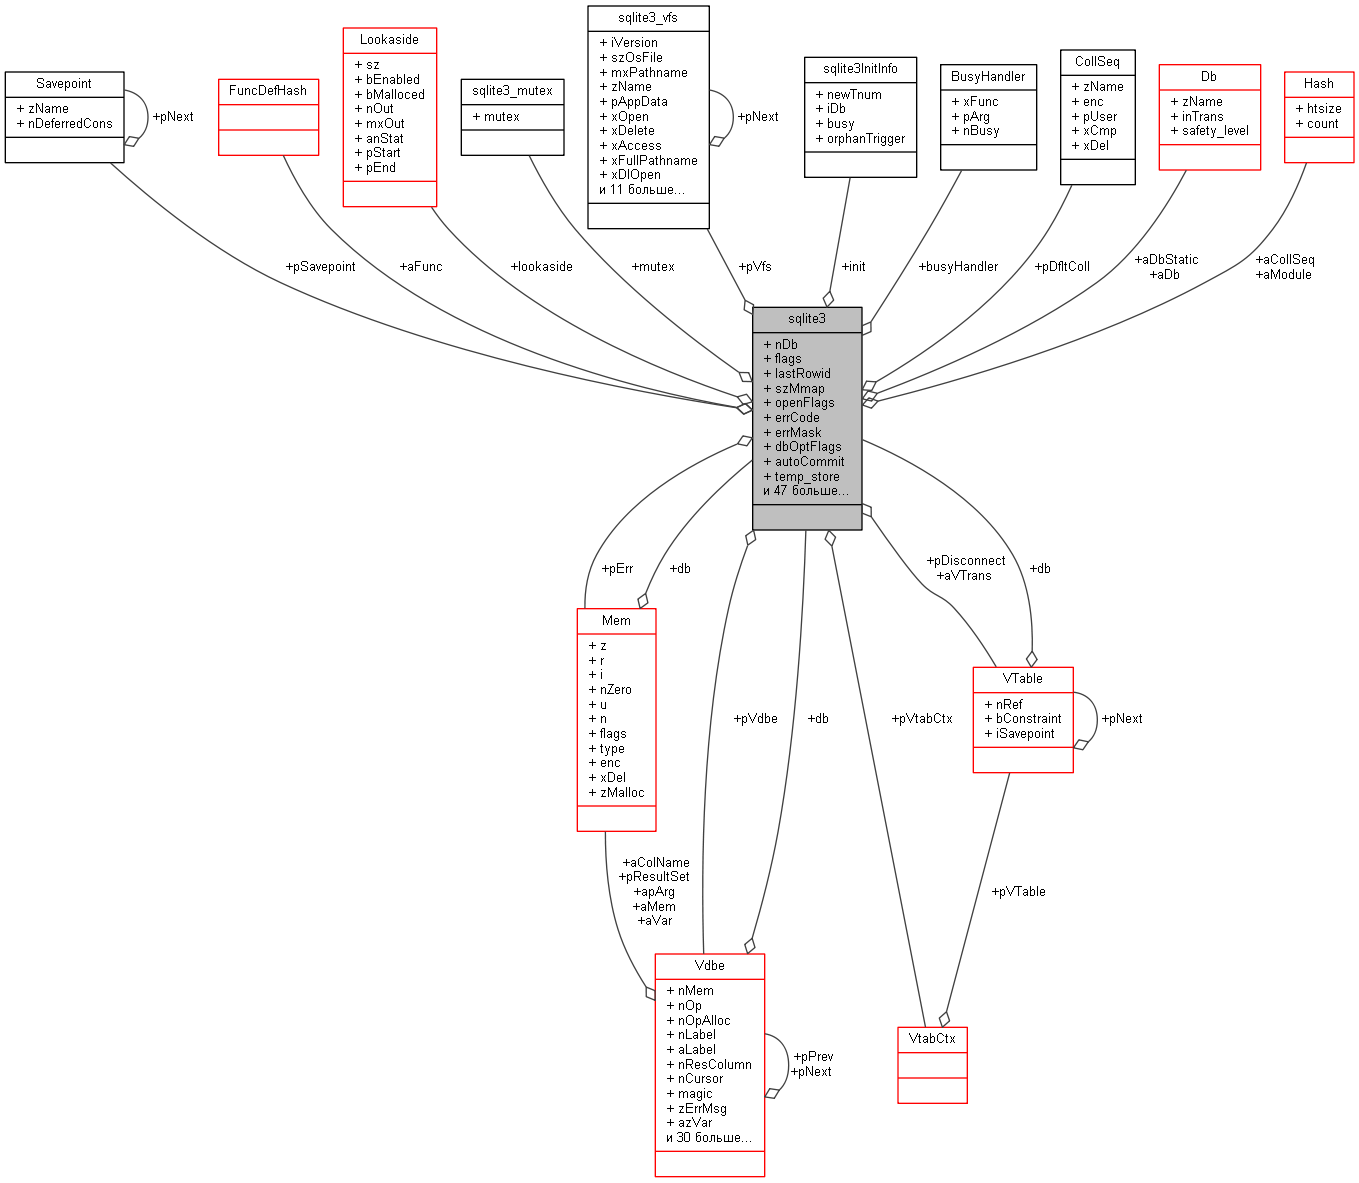 Savepoint
+ zName
+ nDeferredCons
+pNext
FuncDefHash
Lookaside
+ sz
+ bEnabled
+ bMalloced
+ nOut
+ mxOut
+ anStat
+ pStart
+ pEnd
sqlite3_mutex
+ mutex
sqlite3_vfs
+ iVersion
+ szOsFile
+ mxPathname
+ zName
+ pAppData
+ xOpen
+ xDelete
+ xAccess
+ xFullPathname
+ xDlOpen
и 11 больше...
+pNext
sqlite3InitInfo
+ newTnum
+ iDb
+ busy
+ orphanTrigger
BusyHandler
+ xFunc
+ pArg
+ nBusy
CollSeq
+ zName
+ enc
+ pUser
+ xCmp
+ xDel
Db
+ zName
+ inTrans
+ safety_level
Hash
+ htsize
+ count
+pSavepoint
+aFunc
+lookaside
+mutex
+pVfs
+init
+busyHandler
+pDfltColl
+aDbStatic
+aDb
+aCollSeq
+aModule
sqlite3
+ nDb
+ flags
+ lastRowid
+ szMmap
+ openFlags
+ errCode
+ errMask
+ dbOptFlags
+ autoCommit
+ temp_store
и 47 больше...
+pErr
+db
+pDisconnect
+aVTrans
+db
Mem
+ z
+ r
+ i
+ nZero
+ u
+ n
+ flags
+ type
+ enc
+ xDel
+ zMalloc
+pVdbe
+db
+pVtabCtx
VTable
+ nRef
+ bConstraint
+ iSavepoint
+pNext
+aColName
+pResultSet
+apArg
+aMem
+aVar
+pVTable
Vdbe
+ nMem
+ nOp
+ nOpAlloc
+ nLabel
+ aLabel
+ nResColumn
+ nCursor
+ magic
+ zErrMsg
+ azVar
и 30 больше...
+pPrev
+pNext
VtabCtx